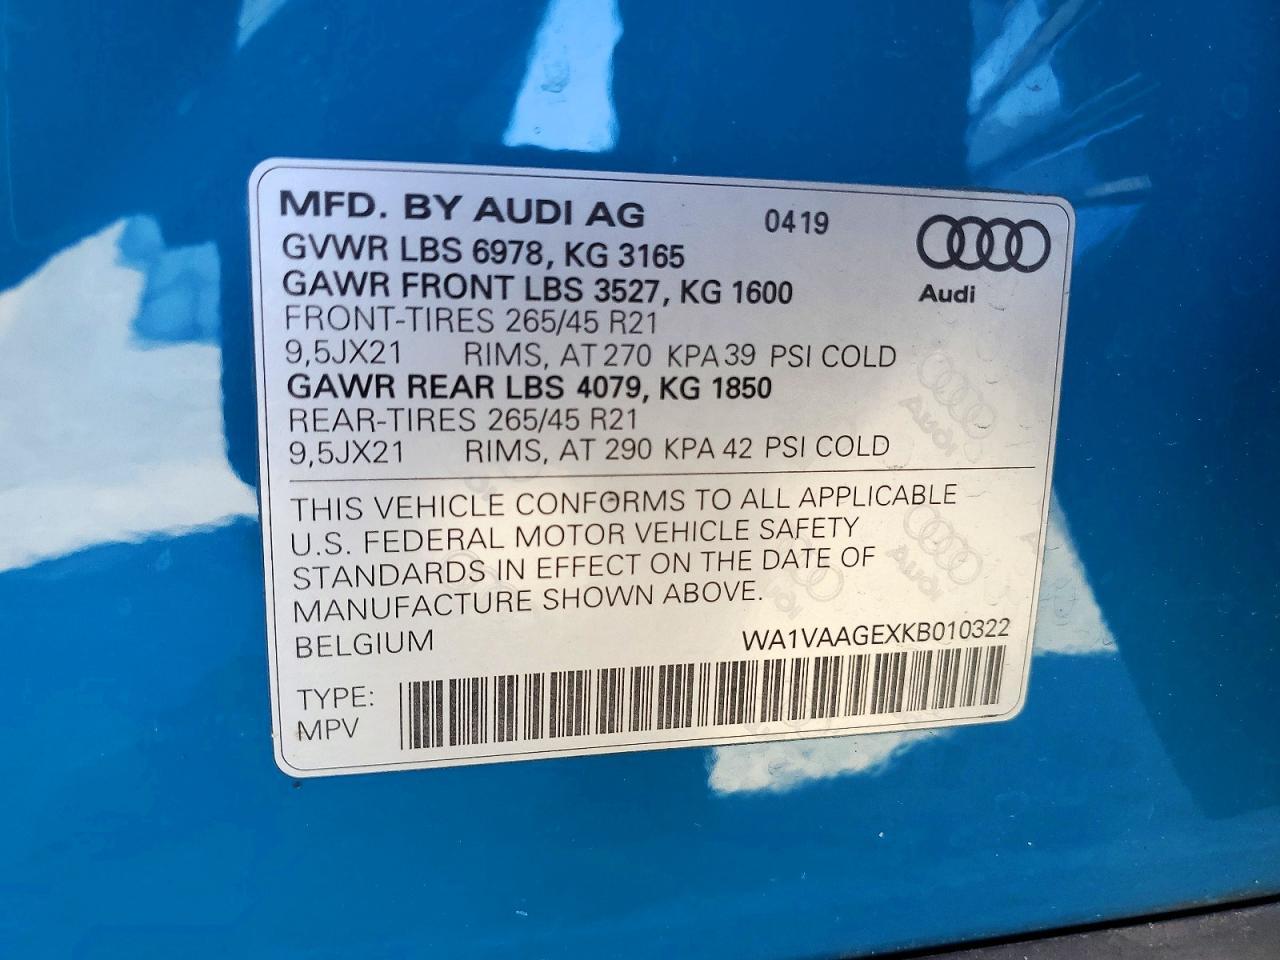 MFD. BY AUDI AG 0419
GVWR LBS 6978, KG 3165
GAWR FRONT LBS 3527, KG 1600
Audi
FRONT-TIRES 265/45 R21
9,5JX21 RIMS, AT 270 KPA 39 PSI COLD
GAWR REAR LBS 4079, KG 1850
REAR-TIRES 265/45 R21
9,5JX21 RIMS, AT 290 KPA 42 PSI COLD
THIS VEHICLE CONFORMS TO ALL APPLICABLE
U.S. FEDERAL MOTOR VEHICLE SAFETY
STANDARDS IN EFFECT ON THE DATE OF
MANUFACTURE SHOWN ABOVE.
BELGIUM WA1VAAGEXKB010322
TYPE:
MPV